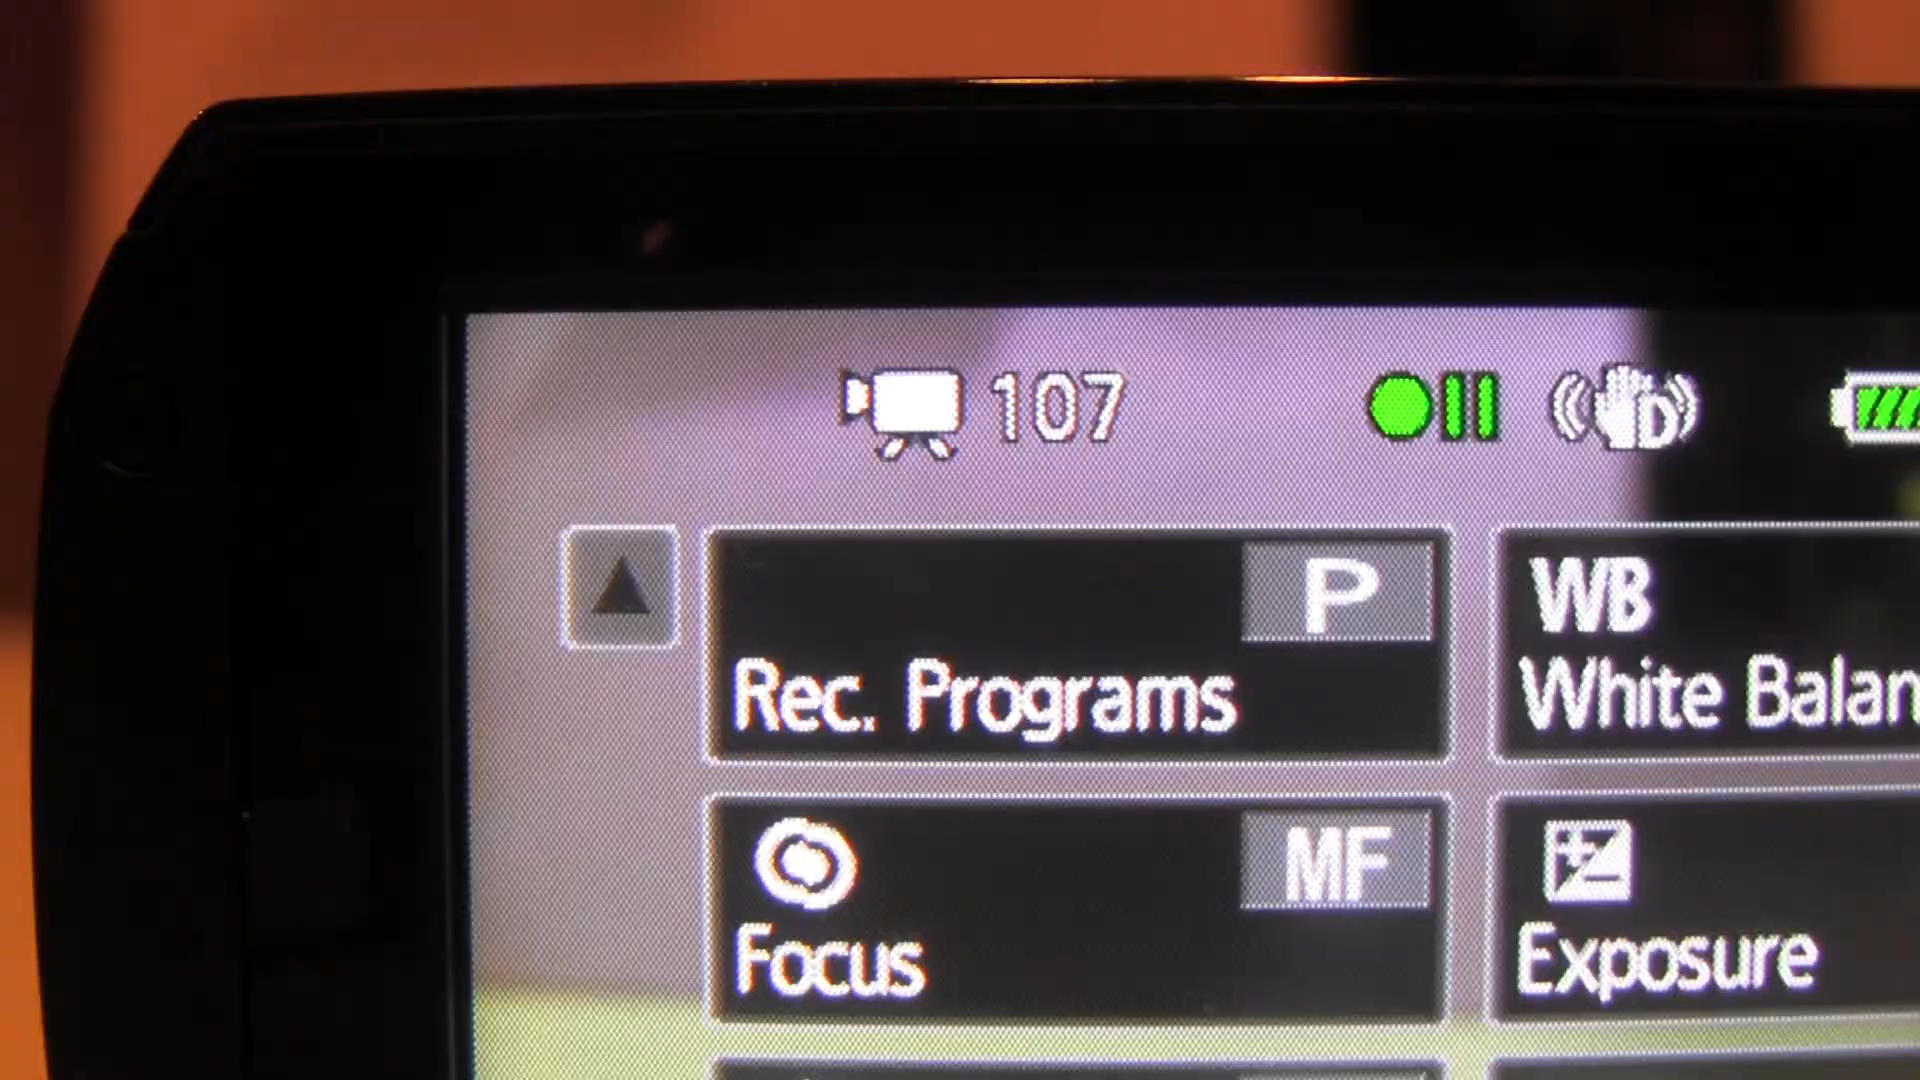 107
P
Rec. Programs
WB
White Balan
MF
Focus
Exposure